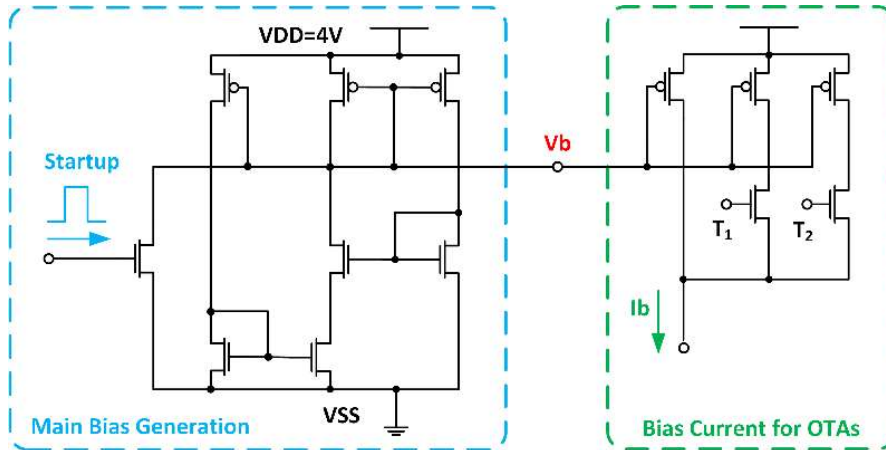 VDD=4V
Startup
Vb
T₁
T₂
Ib
VSS
Main Bias Generation
Bias Current for OTAs